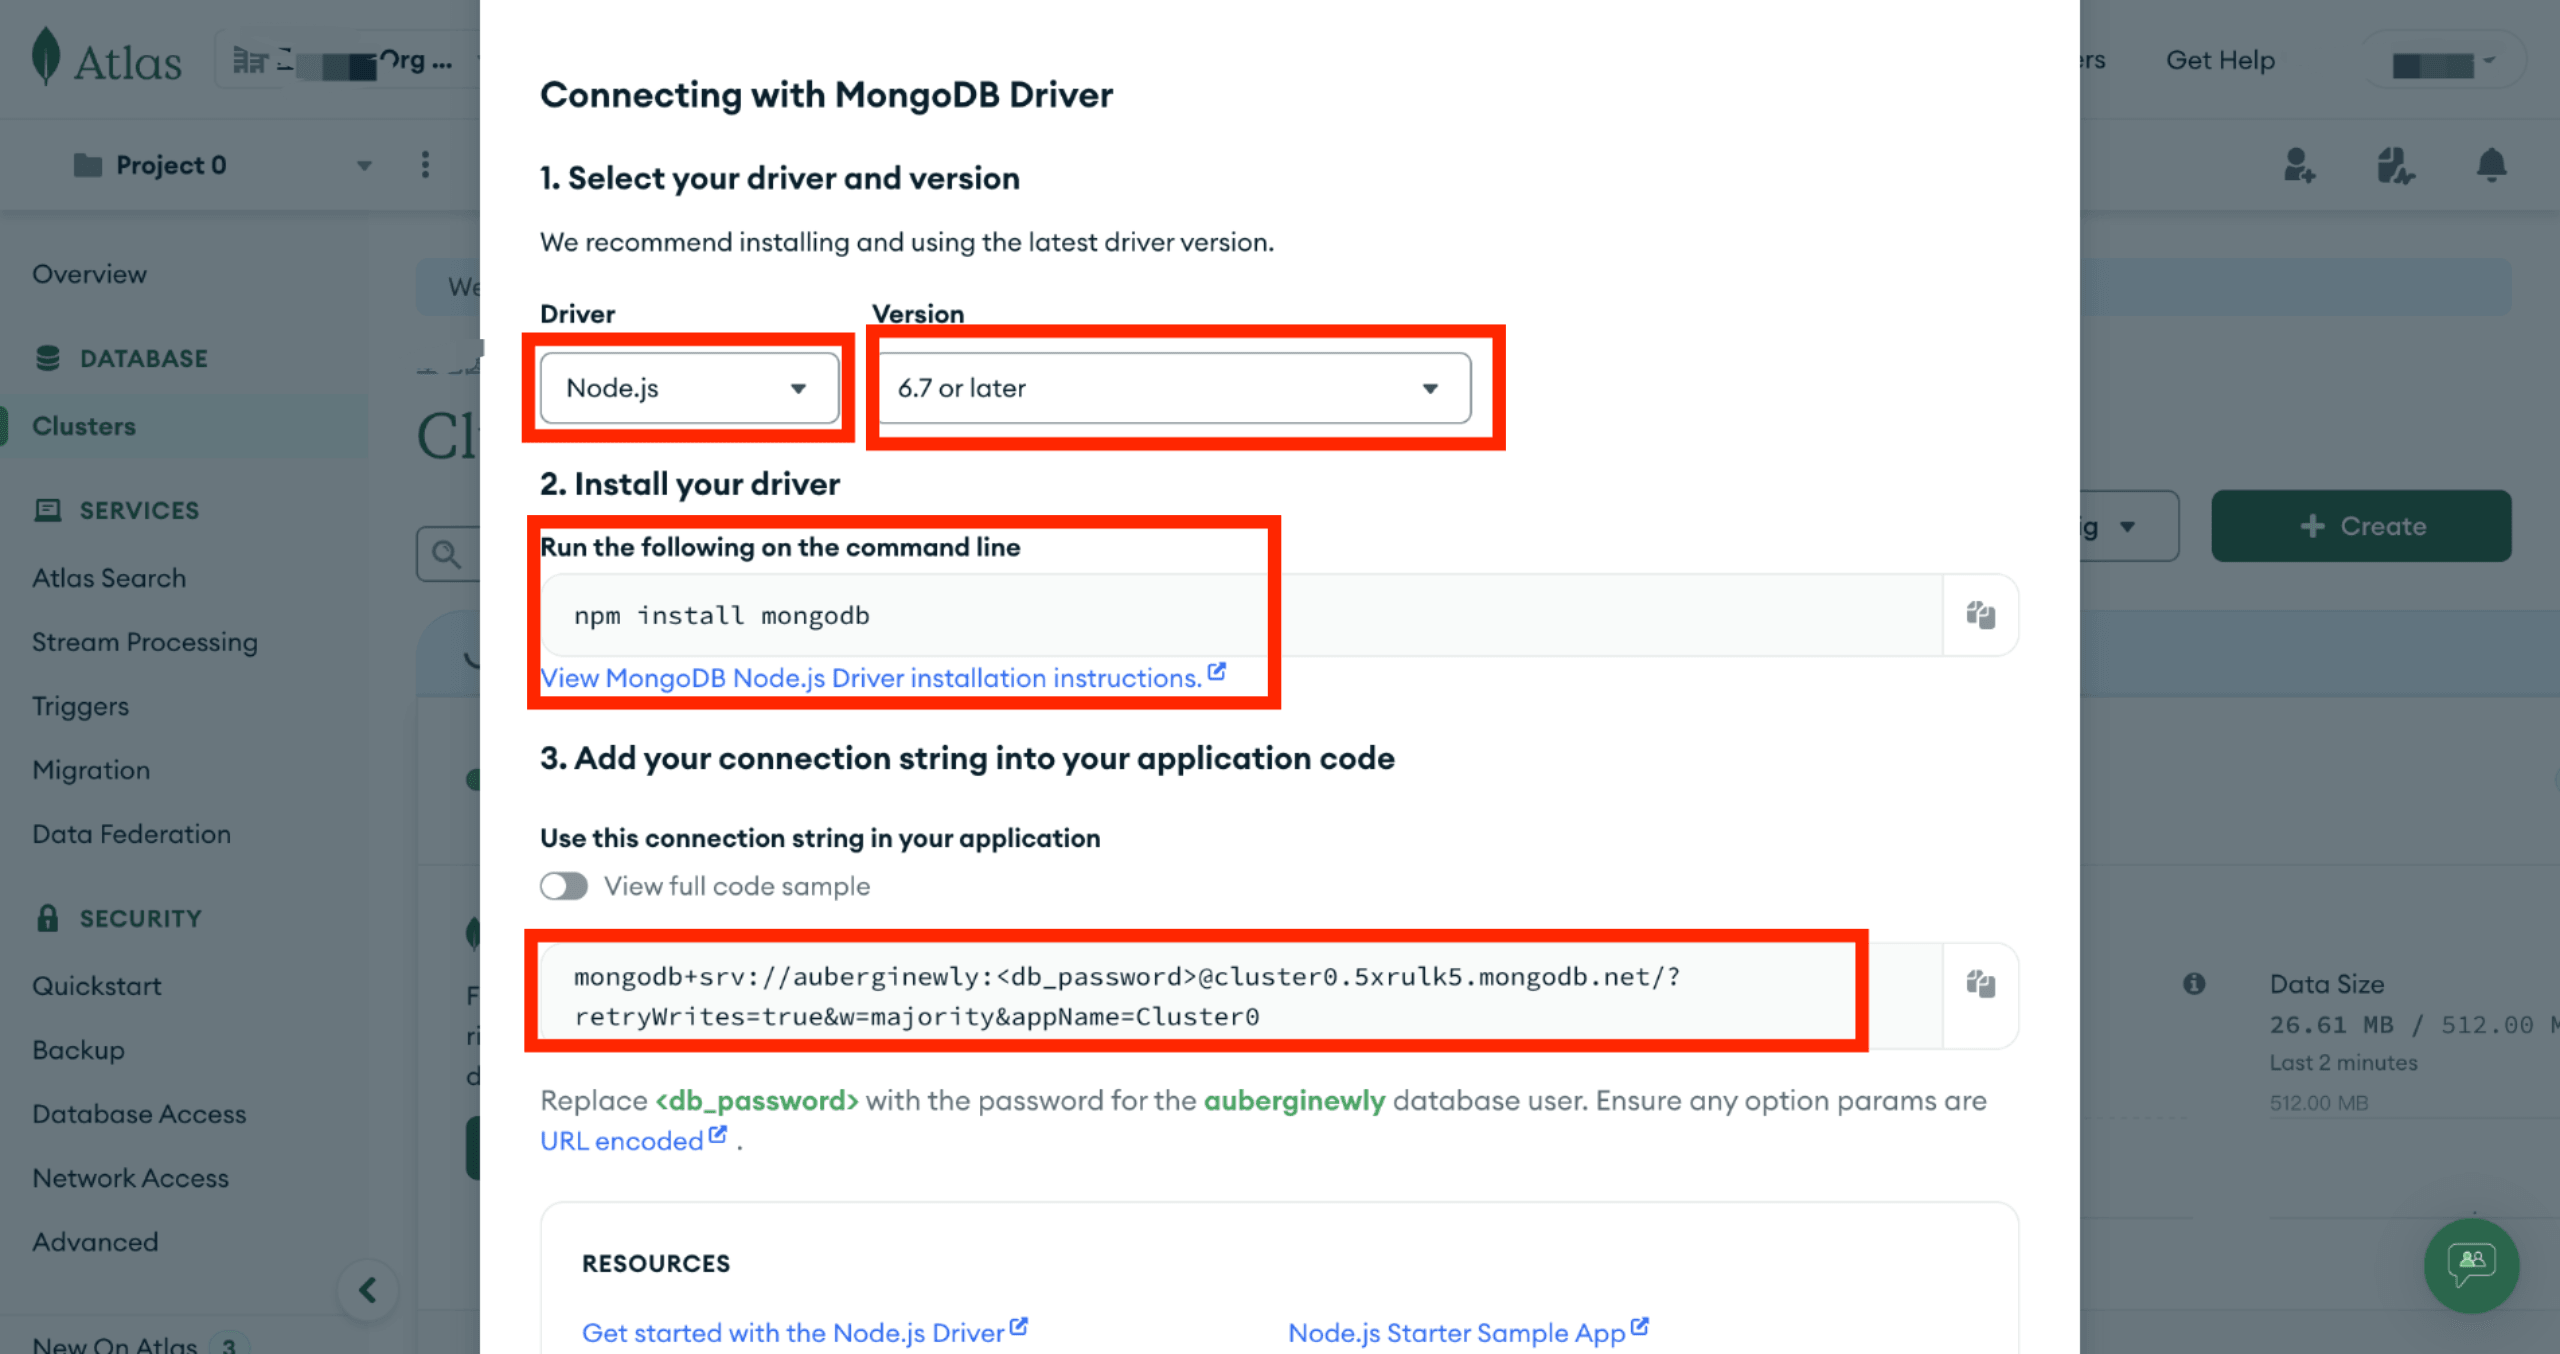 Atlas
Org ...
Get Help
Project 0
Overview
DATABASE
Clusters
SERVICES
Atlas Search
Stream Processing
Triggers
Migration
Data Federation
SECURITY
Quickstart
Backup
Database Access
Network Access
Advanced
New On Atlas 3
We
Connecting with MongoDB Driver
1. Select your driver and version
We recommend installing and using the latest driver version.
Driver Version
Node.js 6.7 or later
2. Install your driver
Run the following on the command line
npm install mongodb
View MongoDB Node.js Driver installation instructions.
3. Add your connection string into your application code
Use this connection string in your application
View full code sample
mongodb+srv://auberginewly:<db_password>@cluster0.5xrulk5.mongodb.net/?
retryWrites=true&w=majority&appName=Cluster0
Replace <db_password> with the password for the auberginewly database user. Ensure any option params are
URL encoded .
RESOURCES
Get started with the Node.js Driver Node.js Starter Sample App
+ Create
Data Size
26.61 MB / 512.00
Last 2 minutes
512.00 MB